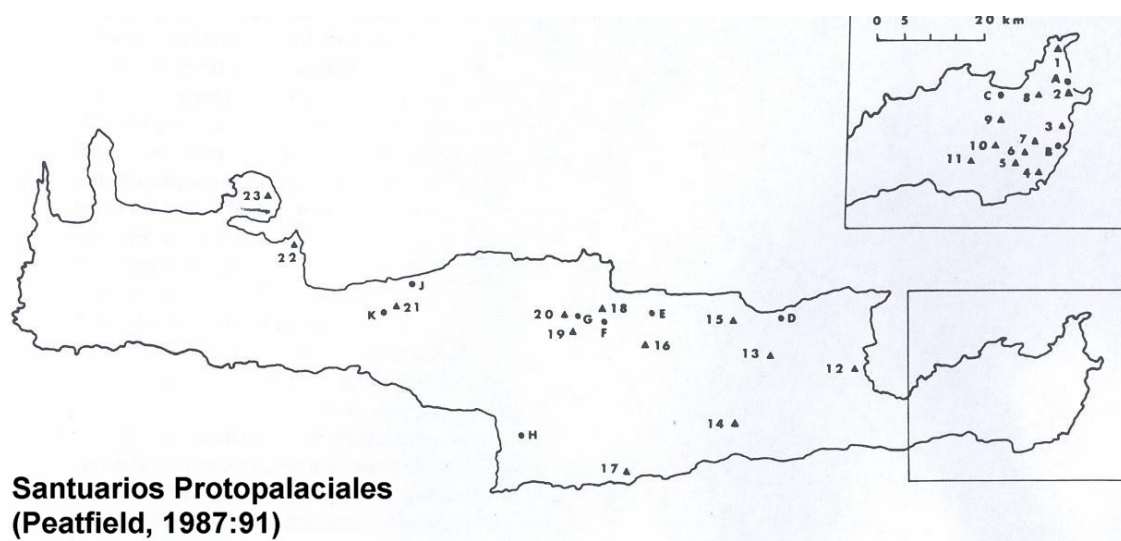 0 5 20 km
1
A
C 8 2
9 3
7
10 6 B
11 5 4
23
22
J
K 21
20 G 18 E 15 D
19 F
16 13
12
14
H
17
Santuarios Protopalaciales
(Peatfield, 1987:91)